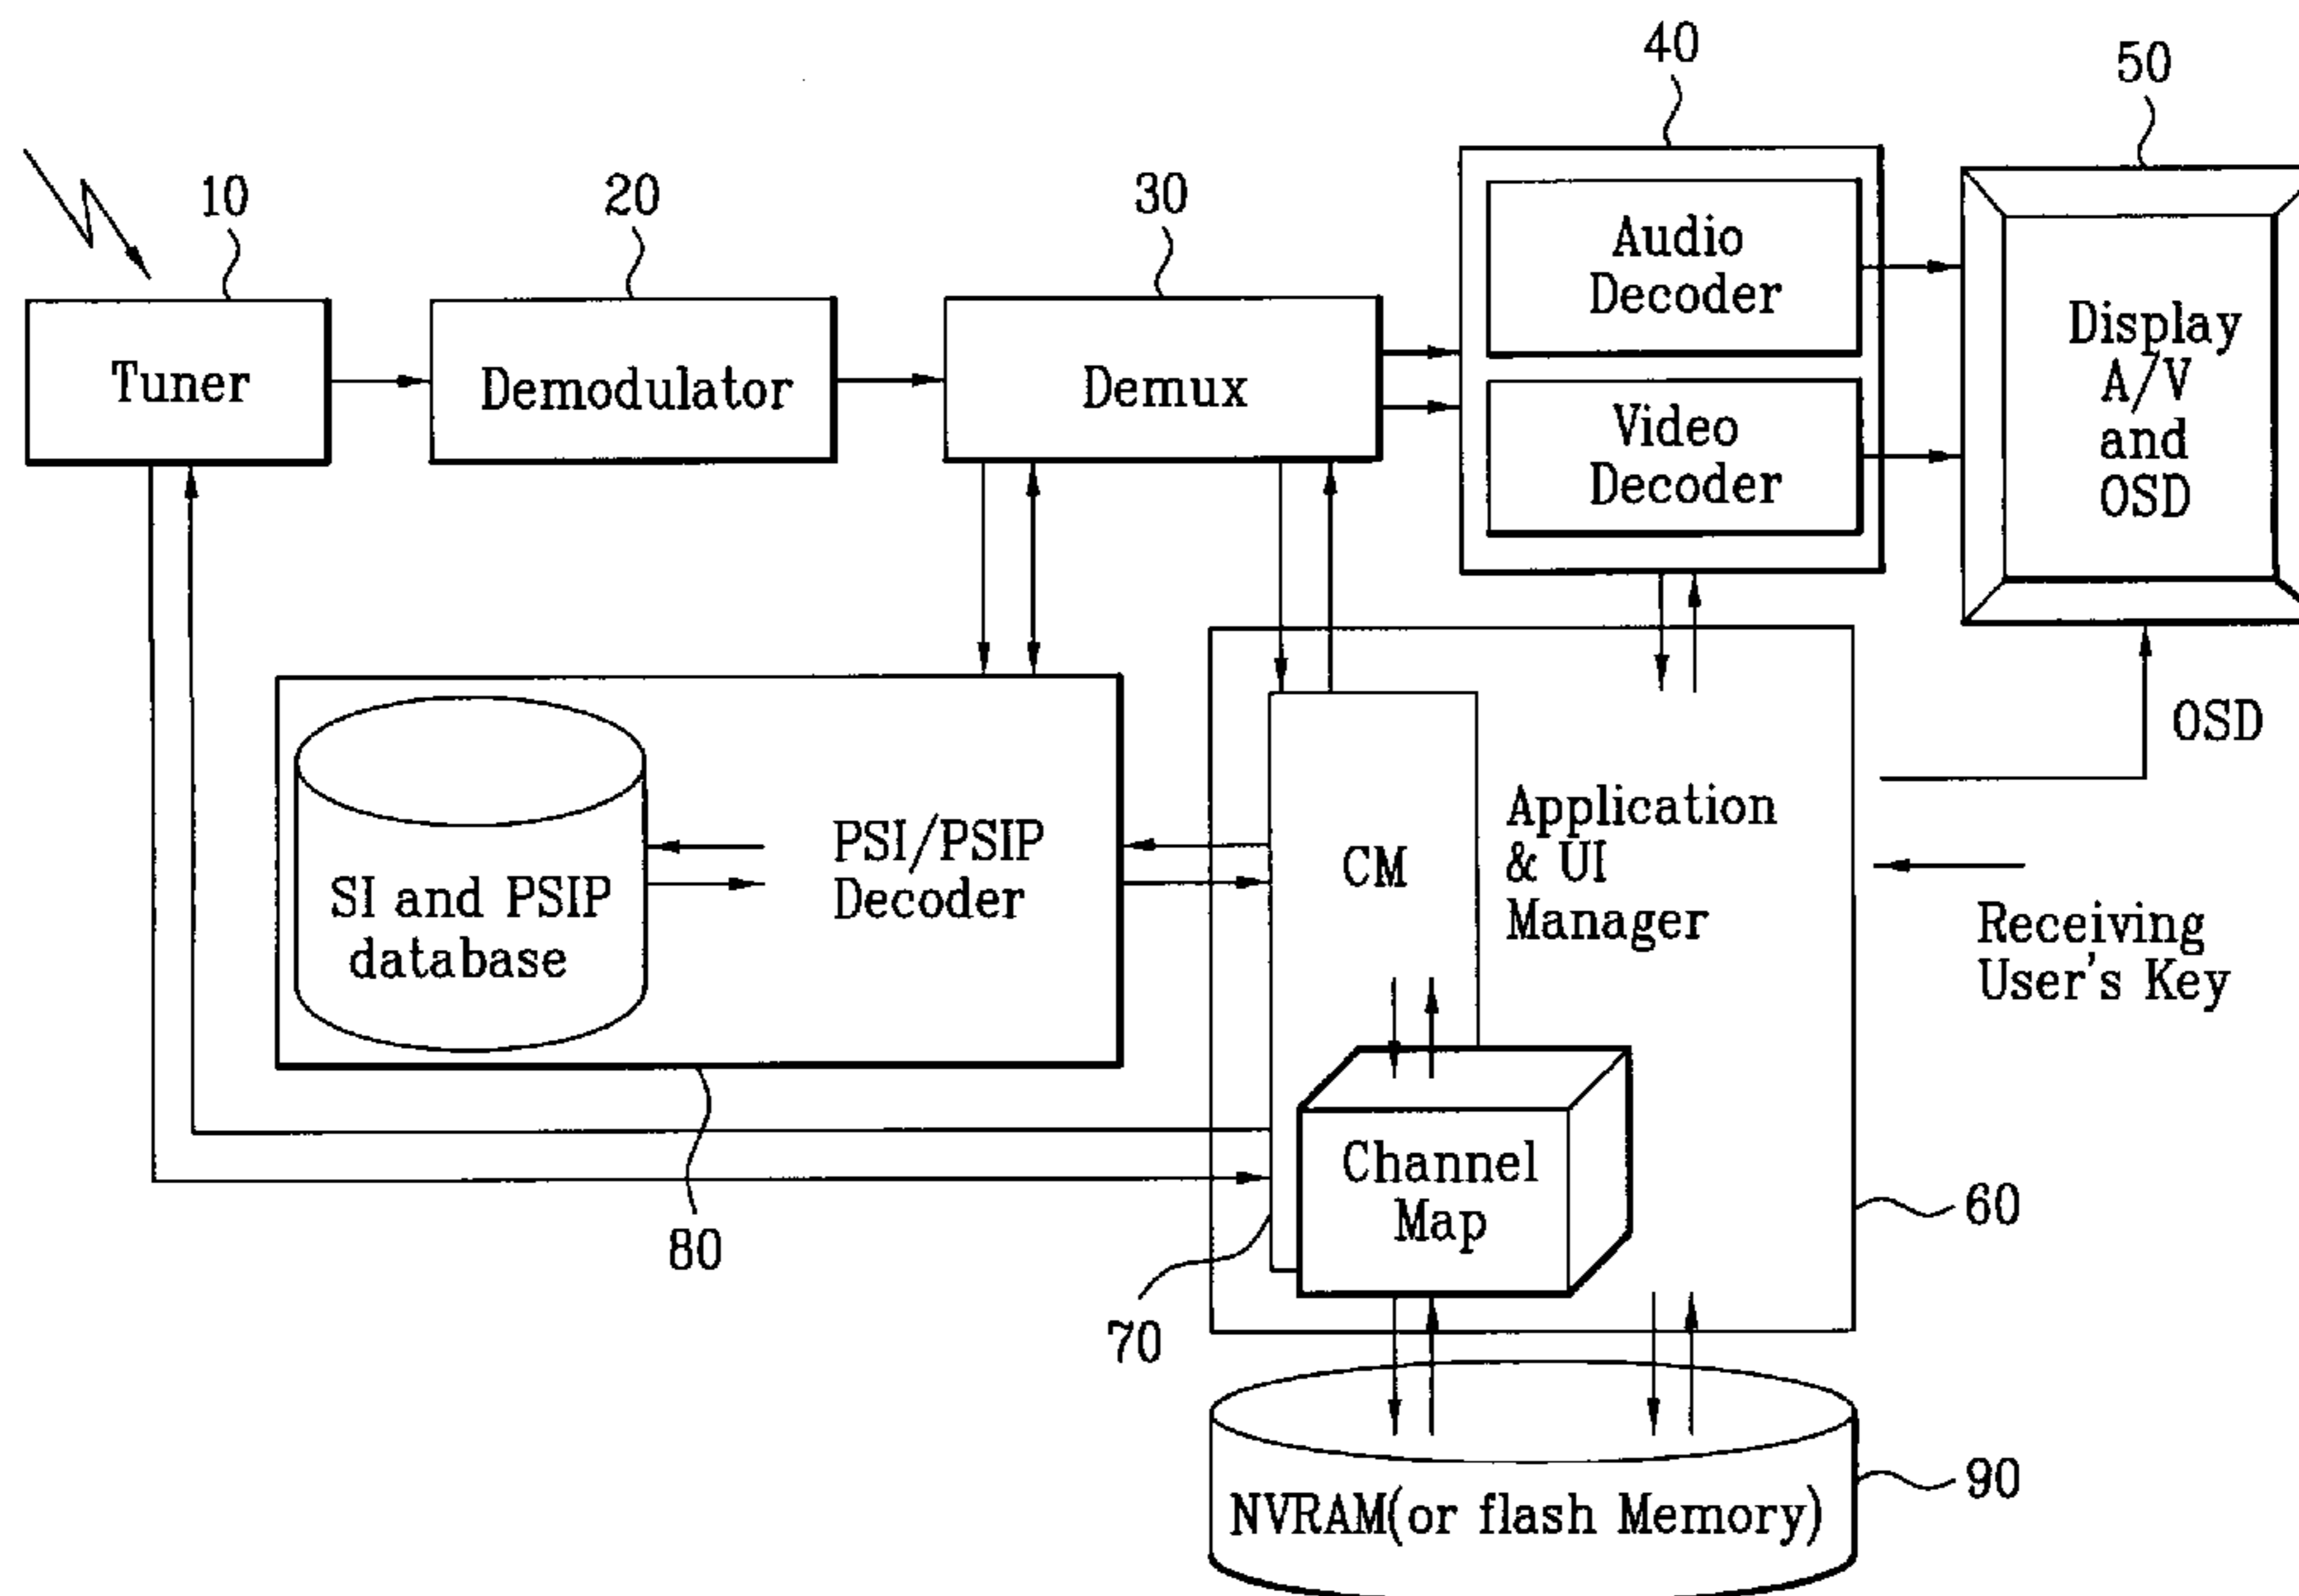 40
50
10
20
30
Audio
Decoder
Display
A/V
and
OSD
Tuner
Demodulator
Demux
Video
Decoder
OSD
Application
& UI
Manager
CM
PSI/PSIP
Decoder
SI and PSIP
database
Receiving
User's Key
Channel
Map
60
80
70
90
NVRAM(or flash Memory)